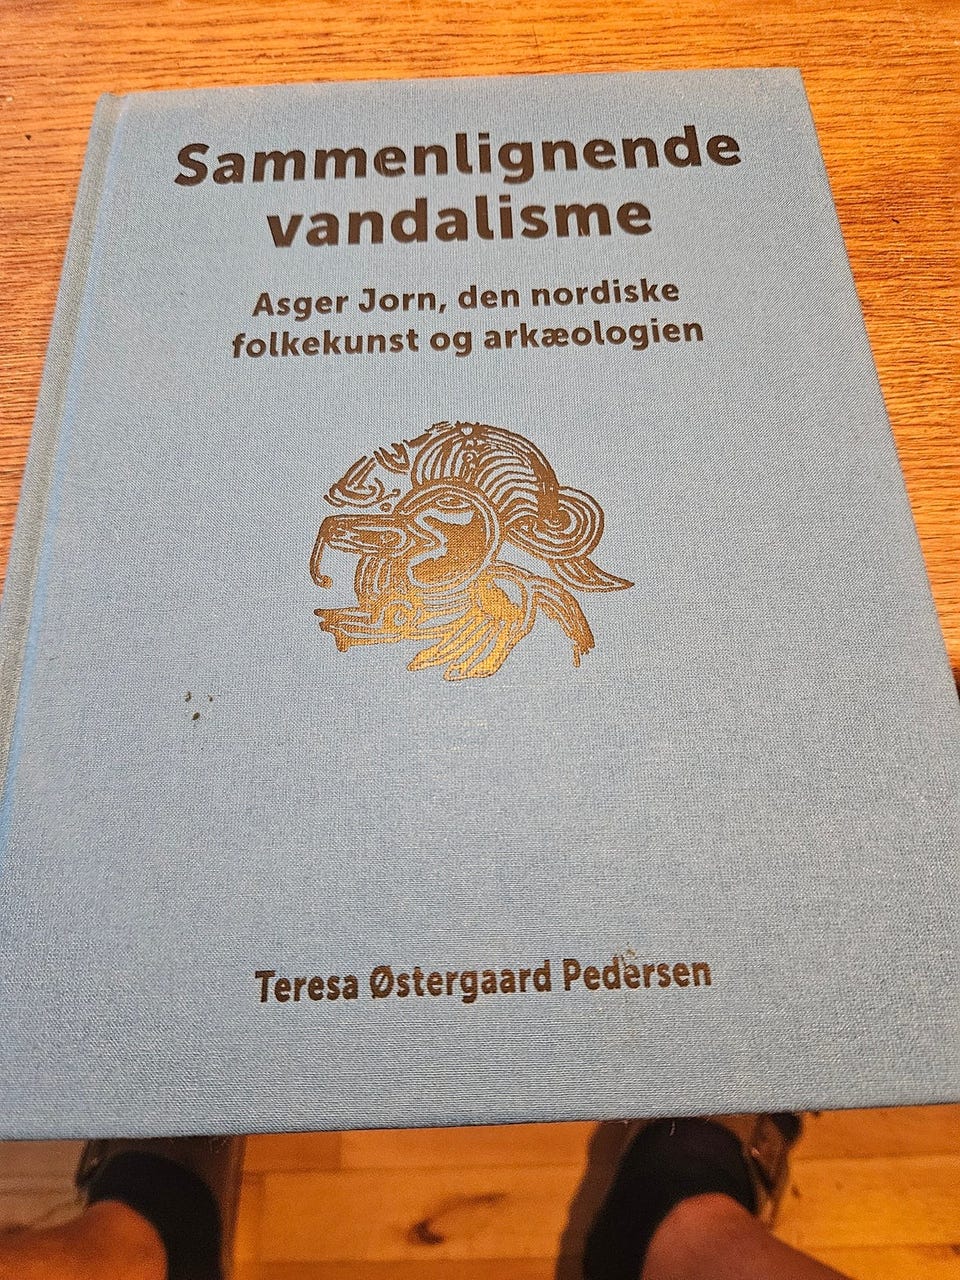 Sammenlignende
vandalisme
Asger Jorn, den nordiske
folkekunst og arkæologien
Teresa Østergaard Pedersen